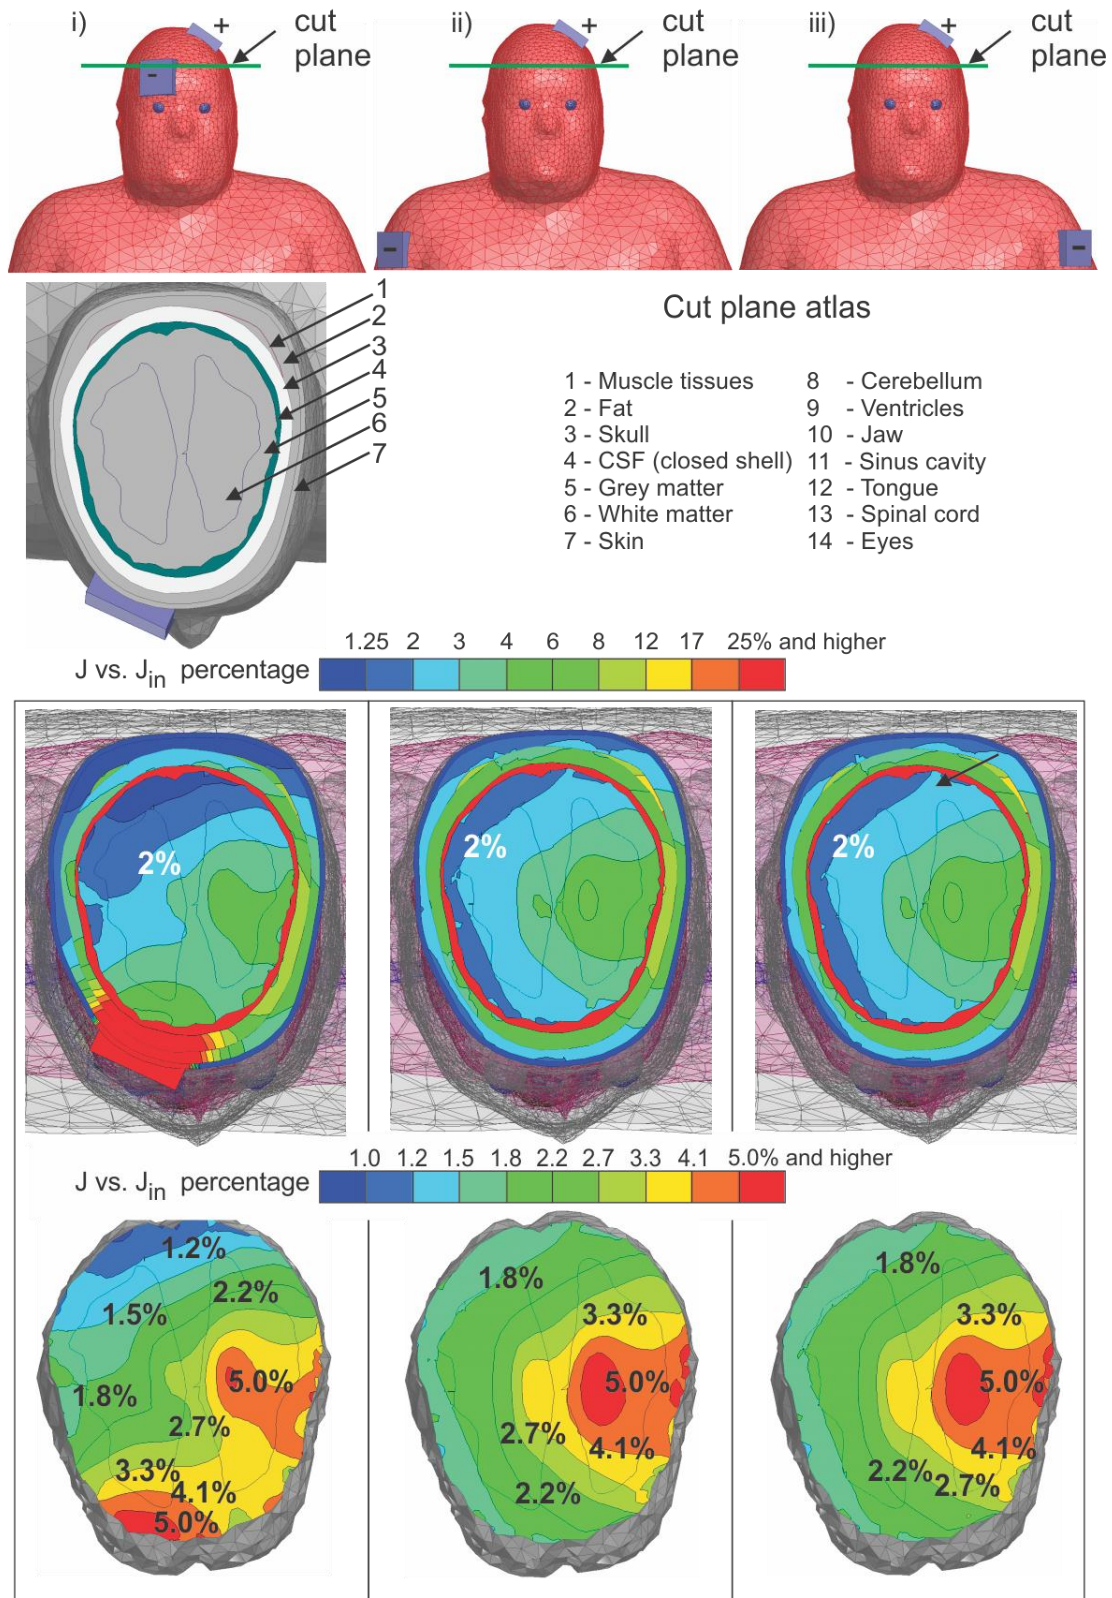 i)
+
cut
plane
-
ii)
+
cut
plane
-
iii)
+
cut
plane
-
1
2
3
4
5
6
7
Cut plane atlas
1 - Muscle tissues
2 - Fat
3 - Skull
4 - CSF (closed shell)
5 - Grey matter
6 - White matter
7 - Skin
8 - Cerebellum
9 - Ventricles
10 - Jaw
11 - Sinus cavity
12 - Tongue
13 - Spinal cord
14 - Eyes
1.25 2 3 4 6 8 12 17 25% and higher
J vs. Jin percentage
2%
2%
2%
1.0 1.2 1.5 1.8 2.2 2.7 3.3 4.1 5.0% and higher
J vs. Jin percentage
1.2%
2.2%
1.5%
5.0%
1.8%
2.7%
3.3%
4.1%
5.0%
1.8%
3.3%
5.0%
2.7%
4.1%
2.2%
1.8%
3.3%
5.0%
4.1%
2.2%
2.7%